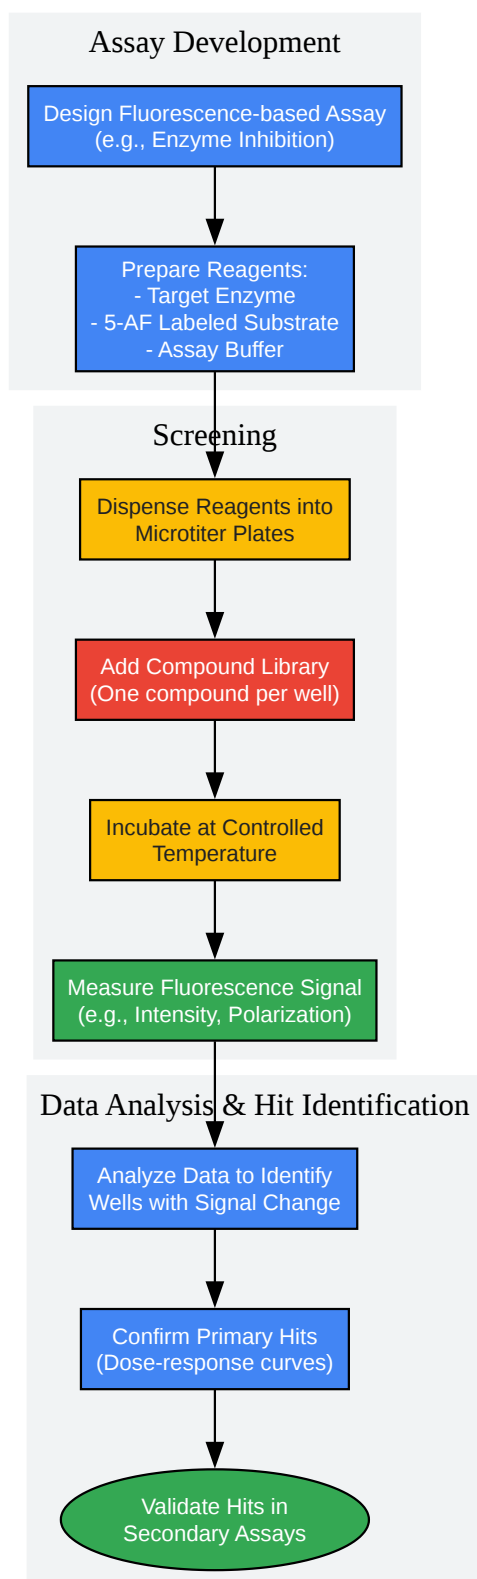 Assay Development
Design Fluorescence-based Assay
(e.g., Enzyme Inhibition)
Prepare Reagents:
- Target Enzyme
- 5-AF Labeled Substrate
- Assay Buffer
Screening
Dispense Reagents into
Microtiter Plates
Add Compound Library
(One compound per well)
Incubate at Controlled
Temperature
Measure Fluorescence Signal
(e.g., Intensity, Polarization)
Data Analysis & Hit Identification
Analyze Data to Identify
Wells with Signal Change
Confirm Primary Hits
(Dose-response curves)
Validate Hits in
Secondary Assays